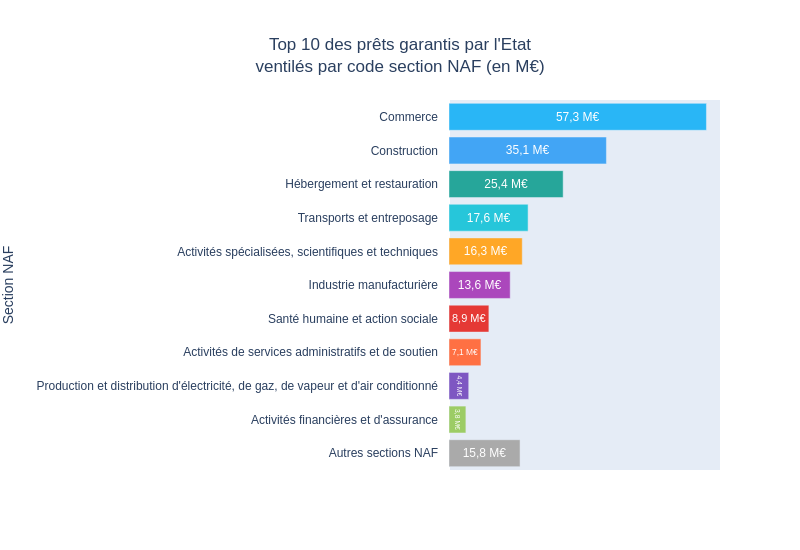 Top 10 des prêts garantis par l'Etat
ventilés par code section NAF (en M€)
Section NAF
Commerce 57,3 M€
Construction 35,1 M€
Hébergement et restauration 25,4 M€
Transports et entreposage 17,6 M€
Activités spécialisées, scientifiques et techniques 16,3 M€
Industrie manufacturière 13,6 M€
Santé humaine et action sociale 8,9 M€
Activités de services administratifs et de soutien 7,1 M€
Production et distribution d'électricité, de gaz, de vapeur et d'air conditionné 4,4 M€
Activités financières et d'assurance 3,8 M€
Autres sections NAF 15,8 M€